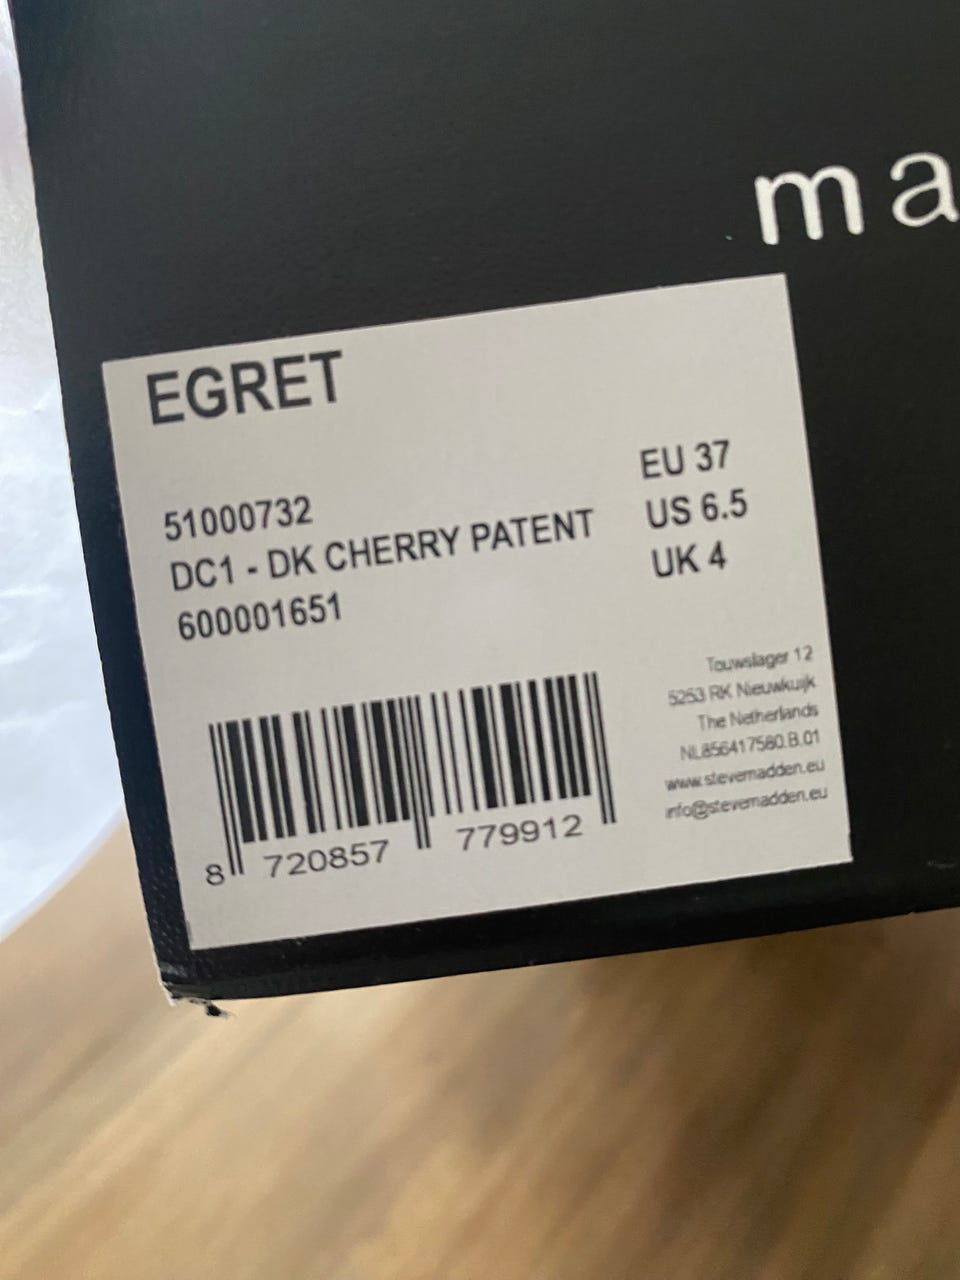 ma
EGRET
51000732
DC1 - DK CHERRY PATENT
600001651
EU 37
US 6.5
UK 4
Touwslager 12
5253 RK Nieuwkuijk
The Netherlands
NL856417580.B.01
www.stevemadden.eu
info@stevemadden.eu
8 720857 779912